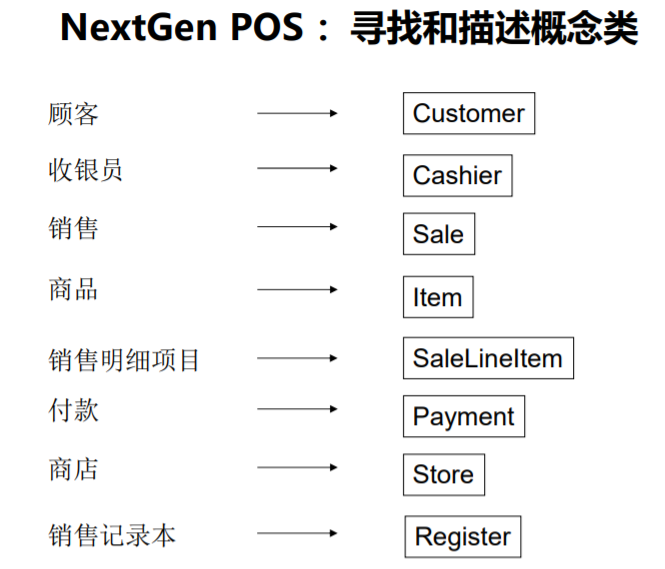 NextGen POS： 寻找和描述概念类
顾客 Customer
收银员 Cashier
销售 Sale
商品 Item
销售明细项目 SaleLineItem
付款 Payment
商店 Store
销售记录本 Register